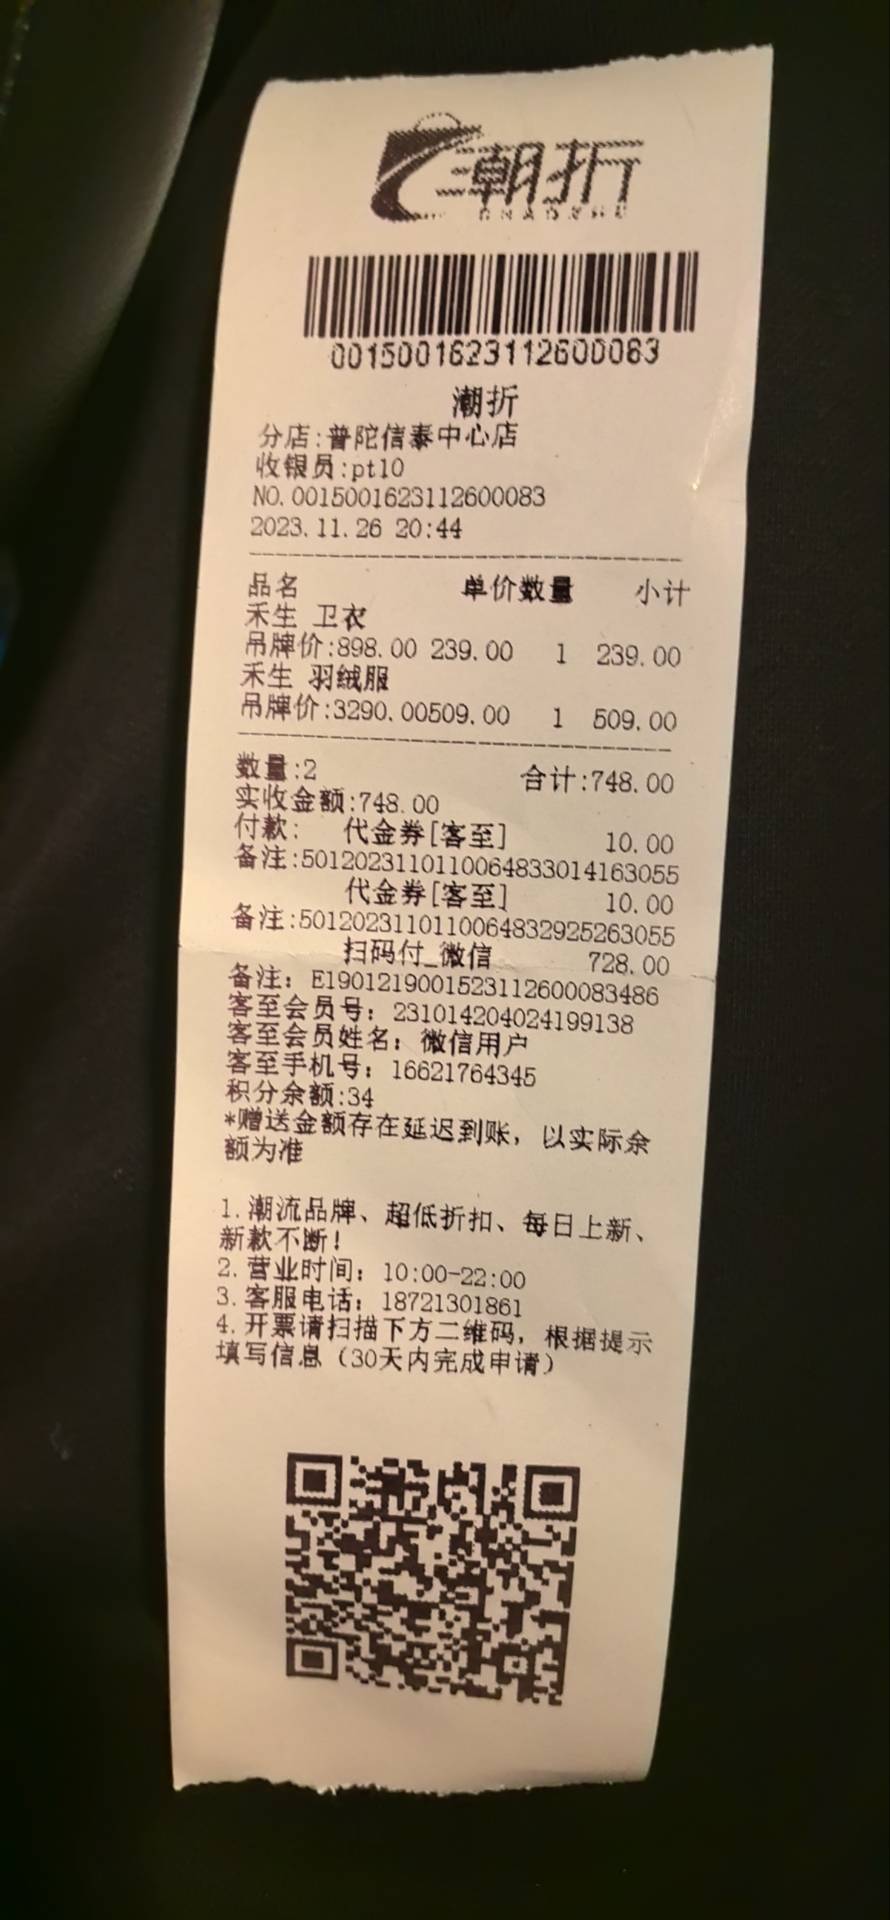 潮折
0015001623112600083
潮折
分店:普陀信泰中心店
收银员:pt10
NO.0015001623112600083
2023.11.26 20:44
品名 单价数量 小计
禾生 卫衣
吊牌价:898.00 239.00 1 239.00
禾生 羽绒服
吊牌价:3290.00509.00 1 509.00
数量:2 合计:748.00
实收金额:748.00
付款: 代金券[客至] 10.00
备注:5012023110110064833014163055
代金券[客至] 10.00
备注:5012023110110064832925263055
扫码付_微信 728.00
备注: E19012190015231126000834​86
客至会员号: 231014204024199138
客至会员姓名: 微信用户
客至手机号: 16621764345
积分余额:34
*赠送金额存在延迟到账, 以实际余
额为准
1.潮流品牌、超低折扣、每日上新、
新款不断!
2.营业时间: 10:00-22:00
3.客服电话: 18721301861
4.开票请扫描下方二维码, 根据提示
填写信息(30天内完成申请)